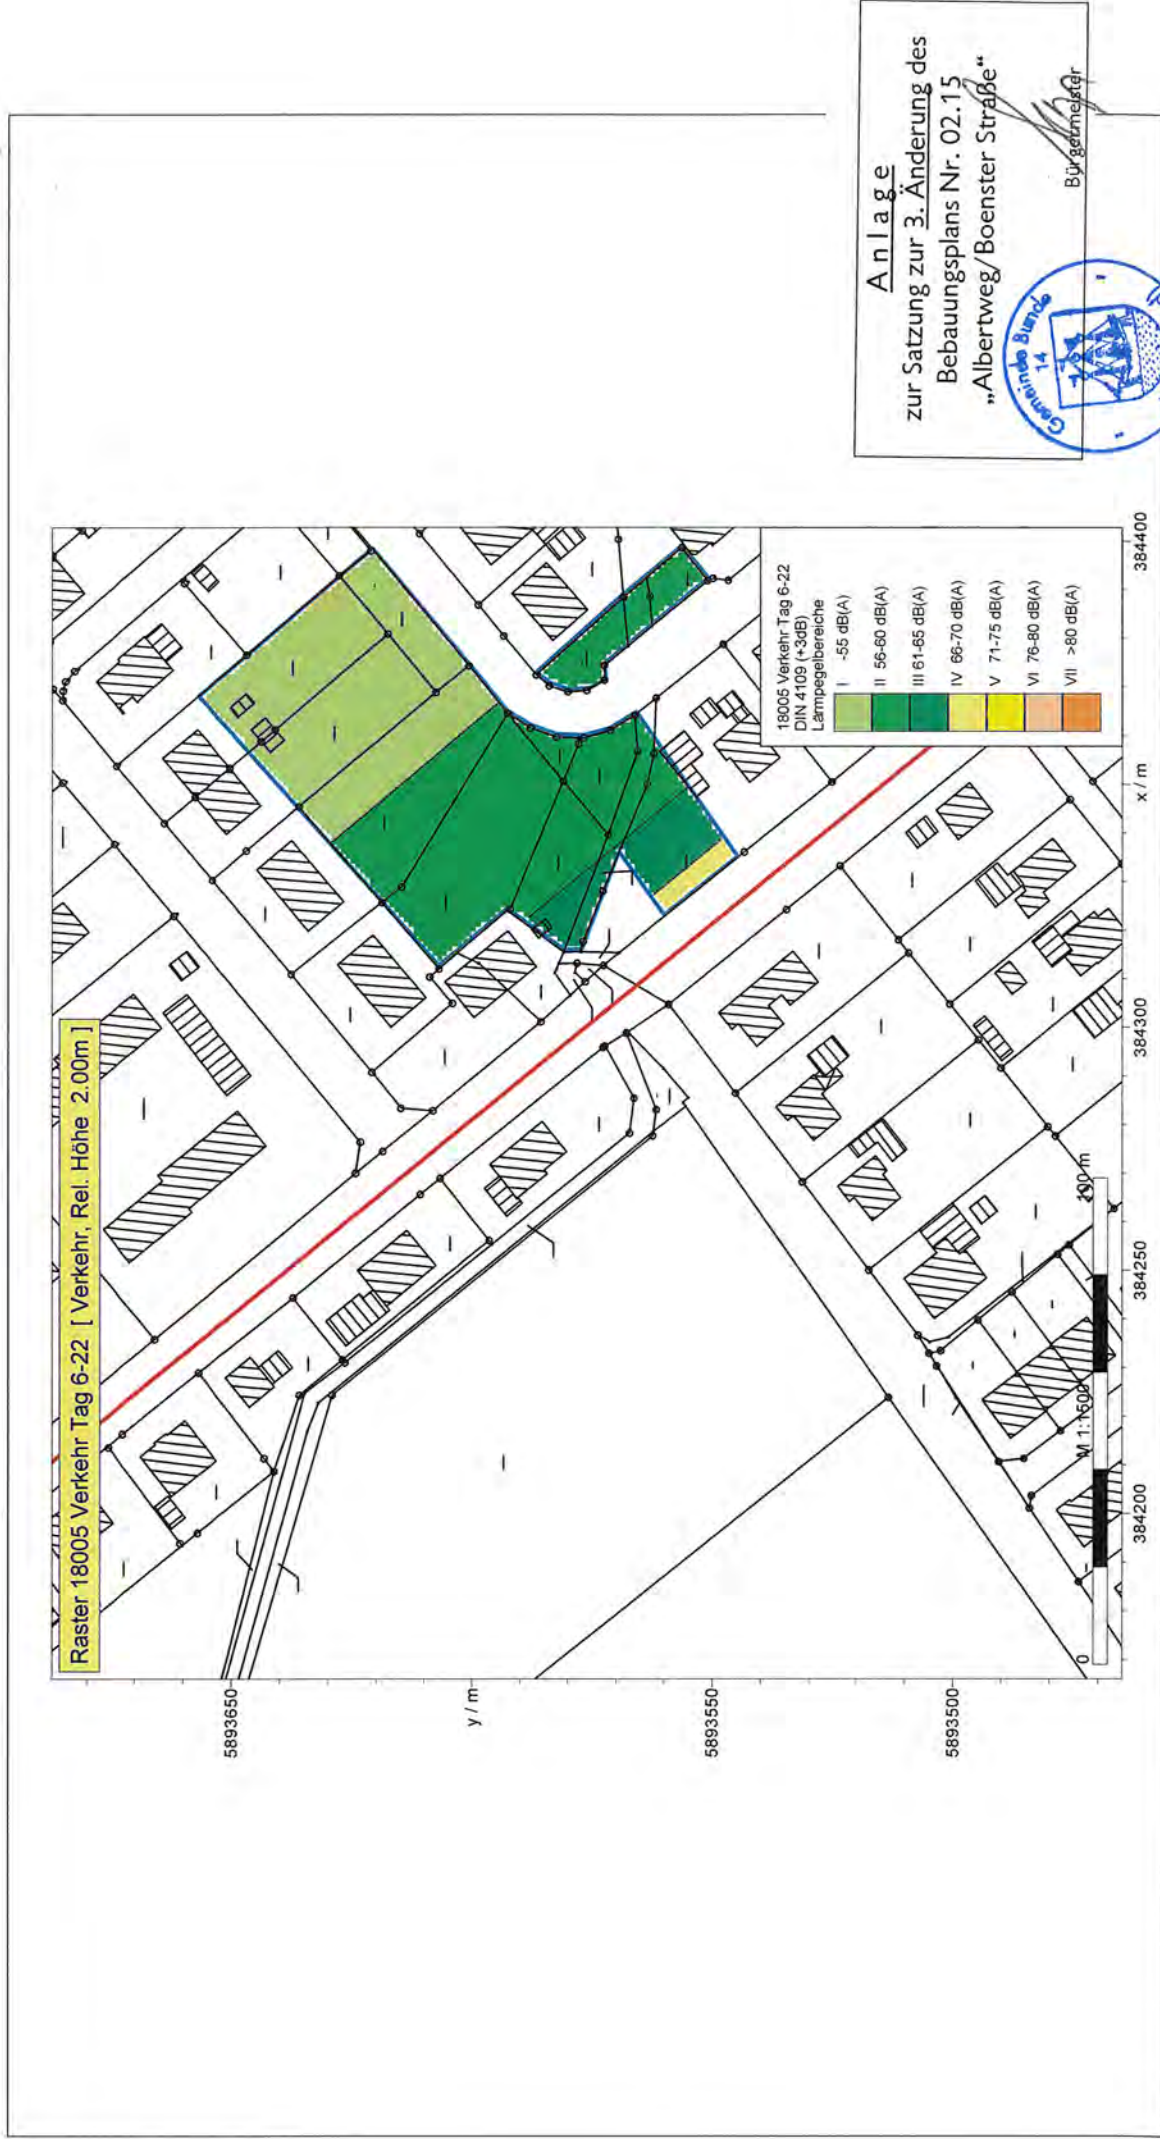 Raster 18005 Verkehr Tag 6-22 [ Verkehr, Rel. Höhe 2.00m ]
5893650
y / m
5893550
5893500
384200
384250
384300
x / m
384400
0
M 1:1500
100 m
18005 Verkehr Tag 6-22
DIN 4109 (+3dB)
Lärmpegelbereiche
I -55 dB(A)
II 56-60 dB(A)
III 61-65 dB(A)
IV 66-70 dB(A)
V 71-75 dB(A)
VI 76-80 dB(A)
VII >80 dB(A)
Anlage
zur Satzung zur 3. Änderung des
Bebauungsplans Nr. 02.15
„Albertweg/Boenster Straße“
Bürgermeister
Gemeinde Bunde
14